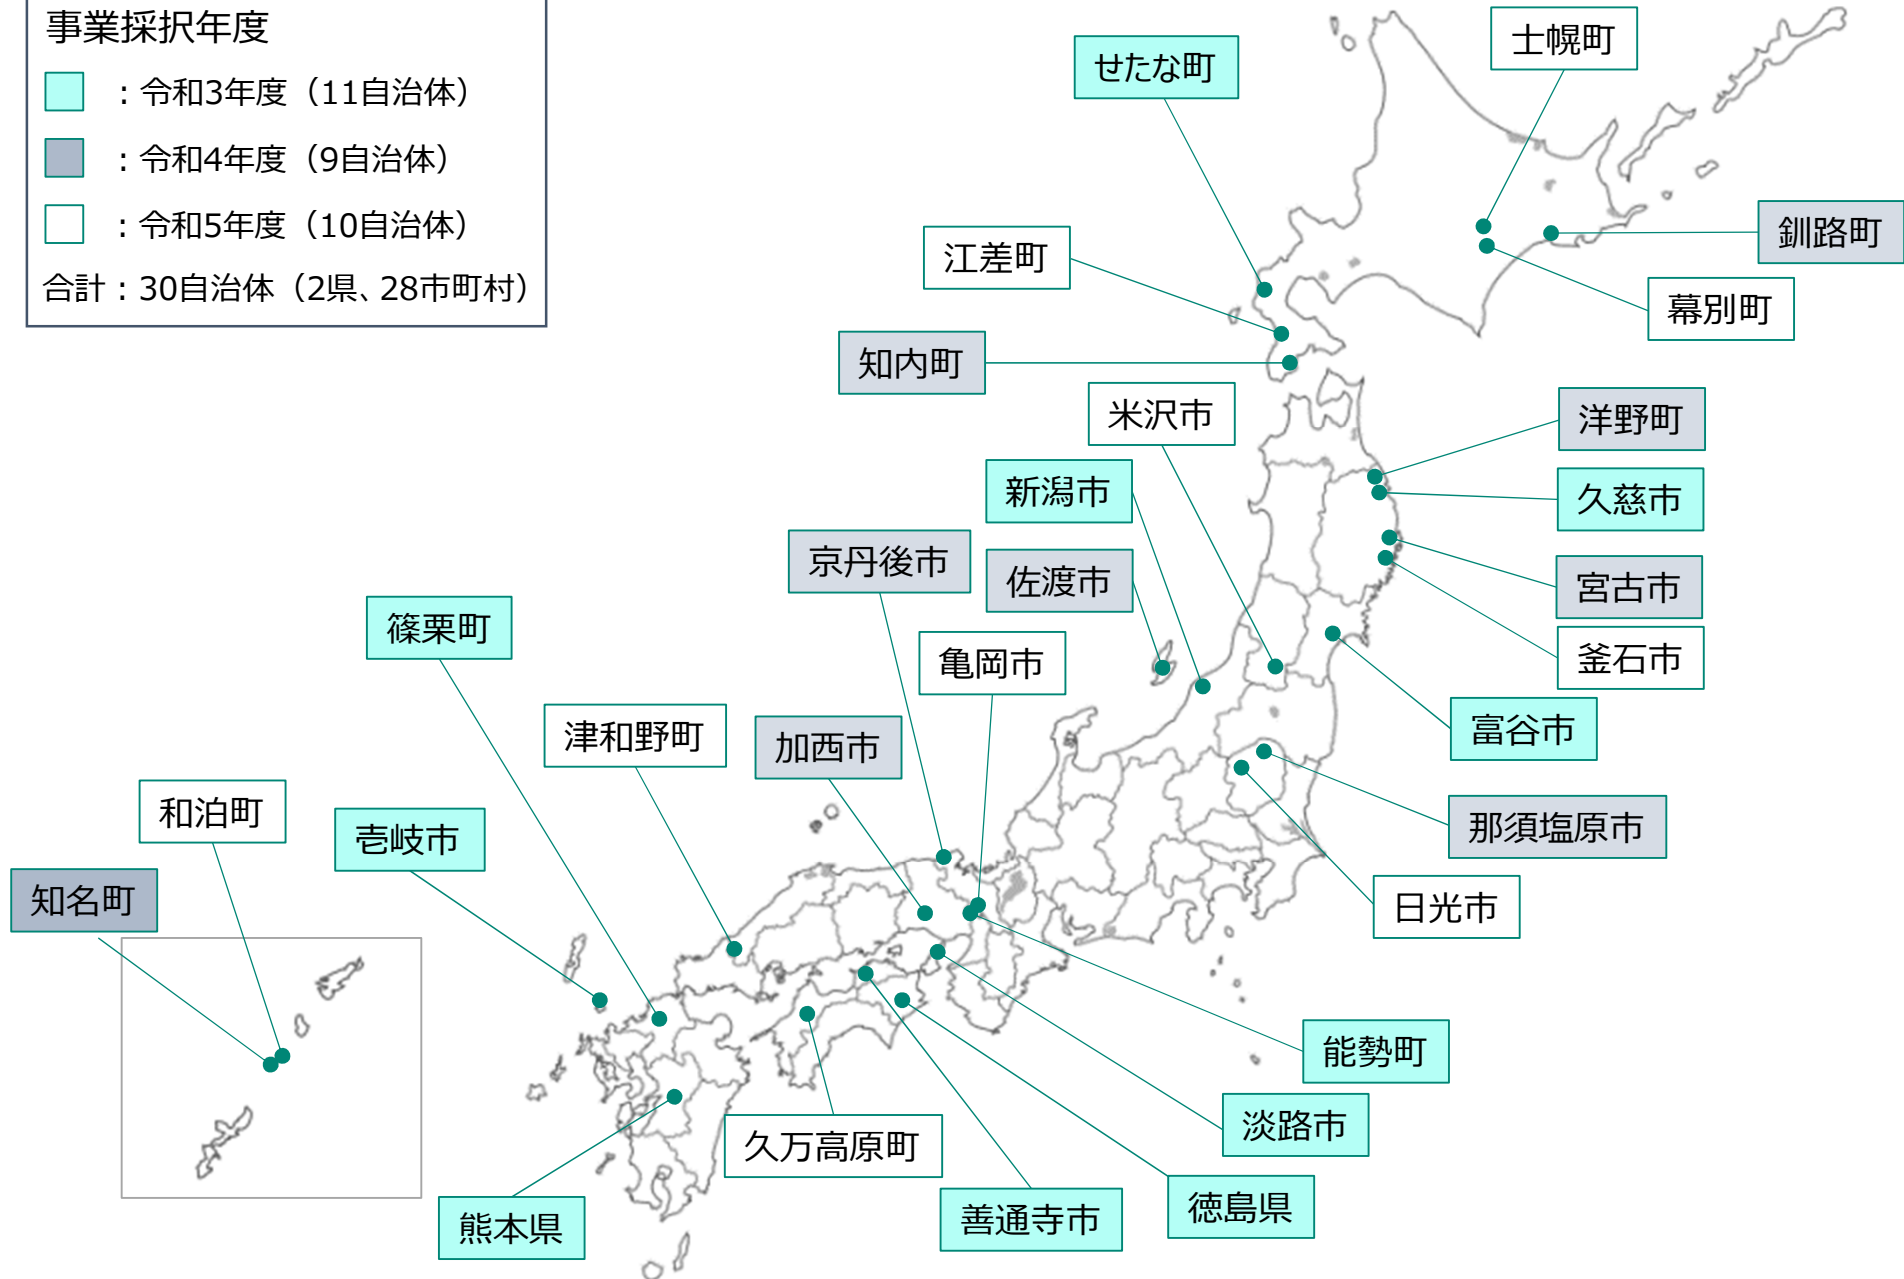 事業採択年度
：令和3年度（11自治体）
：令和4年度（9自治体）
：令和5年度（10自治体）
合計：30自治体（2県、28市町村）
士幌町
せたな町
釧路町
江差町
幕別町
知内町
米沢市
洋野町
新潟市
久慈市
京丹後市
佐渡市
宮古市
篠栗町
亀岡市
釜石市
津和野町
加西市
富谷市
和泊町
壱岐市
那須塩原市
知名町
日光市
能勢町
淡路市
久万高原町
徳島県
善通寺市
熊本県